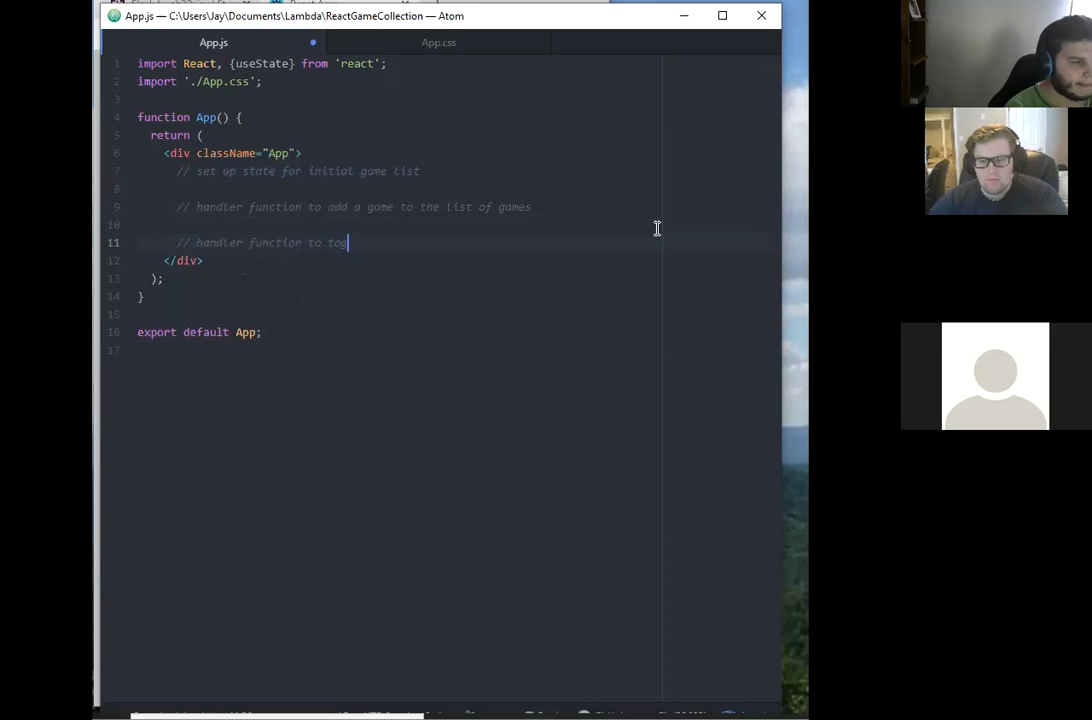 App.js — C:\Users\Jay\Documents\Lambda\ReactGameCollection — Atom
App.js
App.css
1 import React, {useState} from 'react';
2 import './App.css';
3
4 function App() {
5 return (
6 <div className="App">
7 // set up state for initial game list
8
9 // handler function to add a game to the list of games
10
11 // handler function to tog
12 </div>
13 );
14 }
15
16 export default App;
17